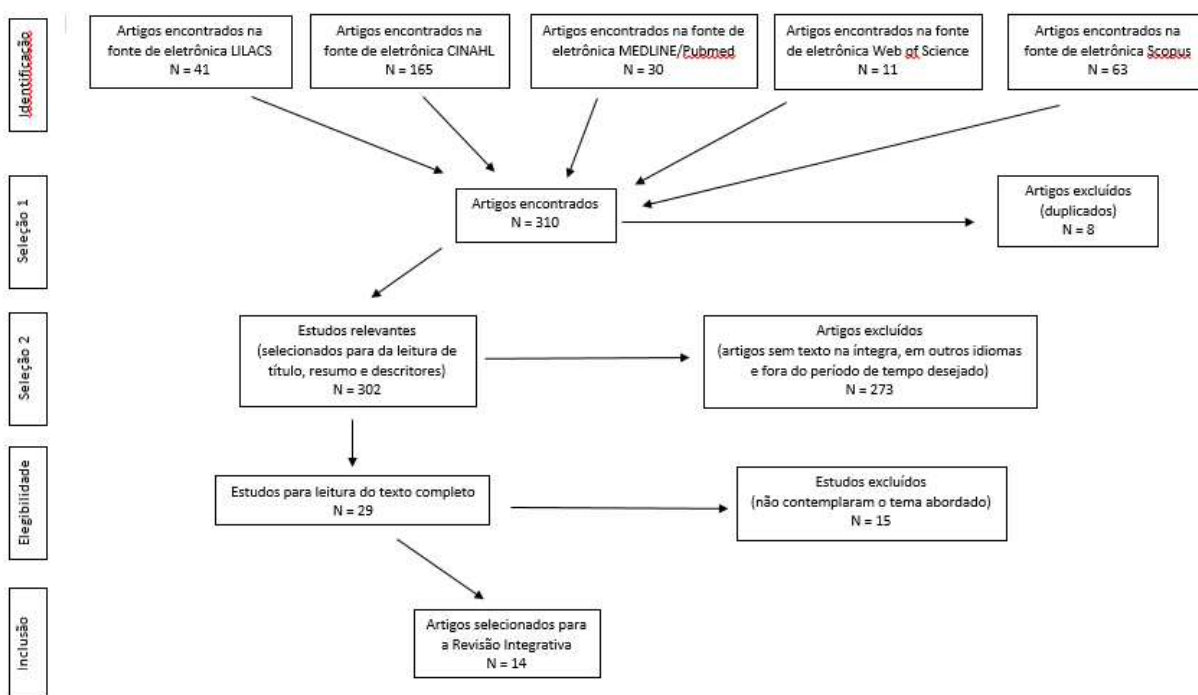 Identificação
Artigos encontrados na
fonte de eletrônica LILACS
N = 41
Artigos encontrados na
fonte de eletrônica CINAHL
N = 165
Artigos encontrados na fonte de
eletrônica MEDLINE/Pubmed
N = 30
Artigos encontrados na fonte
de eletrônica Web of Science
N = 11
Artigos encontrados na
fonte de eletrônica Scopus
N = 63
Seleção 1
Artigos encontrados
N = 310
Artigos excluídos
(duplicados)
N = 8
Seleção 2
Estudos relevantes
(selecionados para da leitura de
título, resumo e descritores)
N = 302
Artigos excluídos
(artigos sem texto na íntegra, em outros idiomas
e fora do período de tempo desejado)
N = 273
Elegibilidade
Estudos para leitura do texto completo
N = 29
Estudos excluídos
(não contemplaram o tema abordado)
N = 15
Inclusão
Artigos selecionados para
a Revisão Integrativa
N = 14